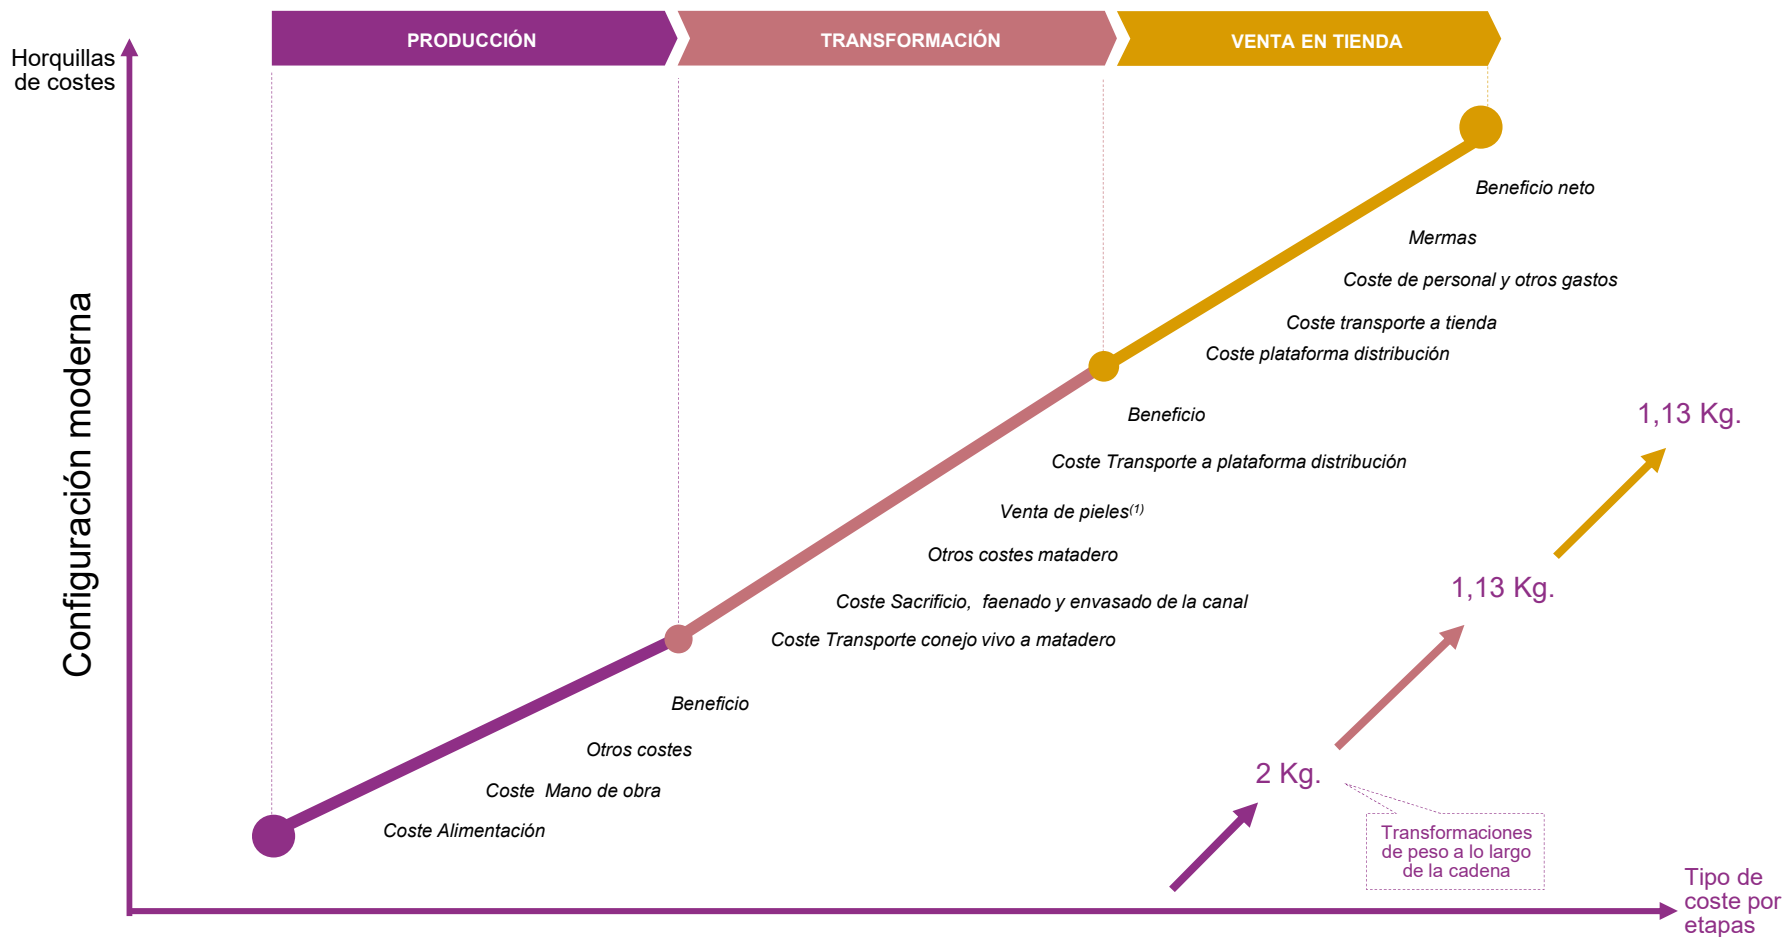 PRODUCCIÓN
TRANSFORMACIÓN
VENTA EN TIENDA
Horquillas
de costes
Configuración moderna
Beneficio neto
Mermas
Coste de personal y otros gastos
Coste transporte a tienda
Coste plataforma distribución
Beneficio
Coste Transporte a plataforma distribución
Venta de pieles(1)
Otros costes matadero
Coste Sacrificio,  faenado y envasado de la canal
Coste Transporte conejo vivo a matadero
Beneficio
Otros costes
Coste  Mano de obra
Coste Alimentación
1,13 Kg.
1,13 Kg.
2 Kg.
Transformaciones
de peso a lo largo
de la cadena
Tipo de
coste por
etapas